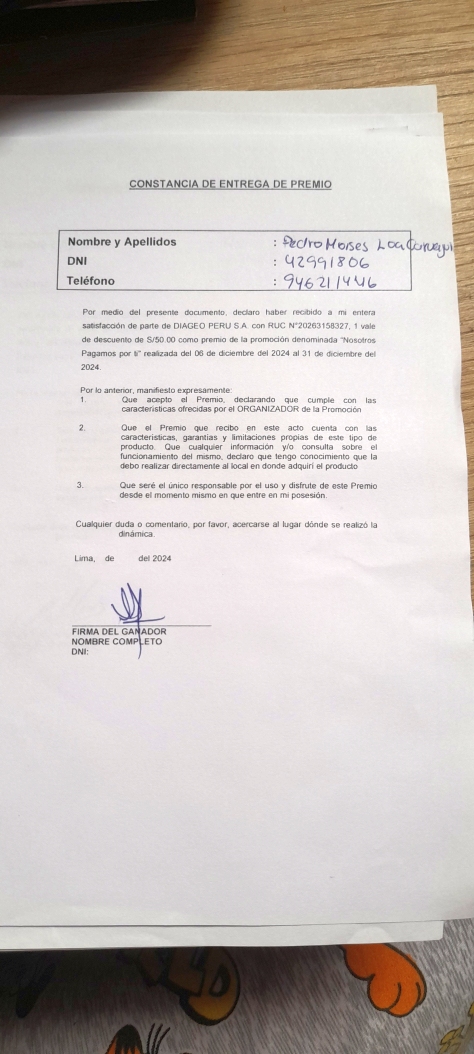 CONSTANCIA DE ENTREGA DE PREMIO
Nombre y Apellidos : Pedro Moises Loa
DNI : 42991806
Teléfono : 946211446
Por medio del presente documento, declaro haber recibido a mi entera
satisfacción de parte de DIAGEO PERU S.A. con RUC N°20263158327, 1 vale
de descuento de S/50.00 como premio de la promoción denominada "Nosotros
Pagamos por ti" realizada del 06 de diciembre del 2024 al 31 de diciembre del
2024.
Por lo anterior, manifiesto expresamente:
1. Que acepto el Premio, declarando que cumple con las
características ofrecidas por el ORGANIZADOR de la Promoción
2. Que el Premio que recibo en este acto cuenta con las
características, garantías y limitaciones propias de este tipo de
producto. Que cualquier información y/o consulta sobre el
funcionamiento del mismo, declaro que tengo conocimiento que la
debo realizar directamente al local en donde adquirí el producto
3. Que seré el único responsable por el uso y disfrute de este Premio
desde el momento mismo en que entre en mi posesión.
Cualquier duda o comentario, por favor, acercarse al lugar dónde se realizó la
dinámica.
Lima, de del 2024
FIRMA DEL GANADOR
NOMBRE COMPLETO
DNI: